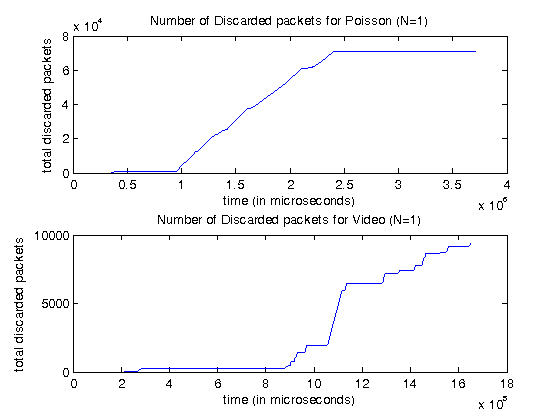 Number of Discarded packets for Poisson (N=1)
x 10^4
8
6
4
2
0
total discarded packets
0 0.5 1 1.5 2 2.5 3 3.5 4
time (in microseconds)
x 10^6
Number of Discarded packets for Video (N=1)
10000
5000
0
total discarded packets
0 2 4 6 8 10 12 14 16 18
time (in microseconds)
x 10^5